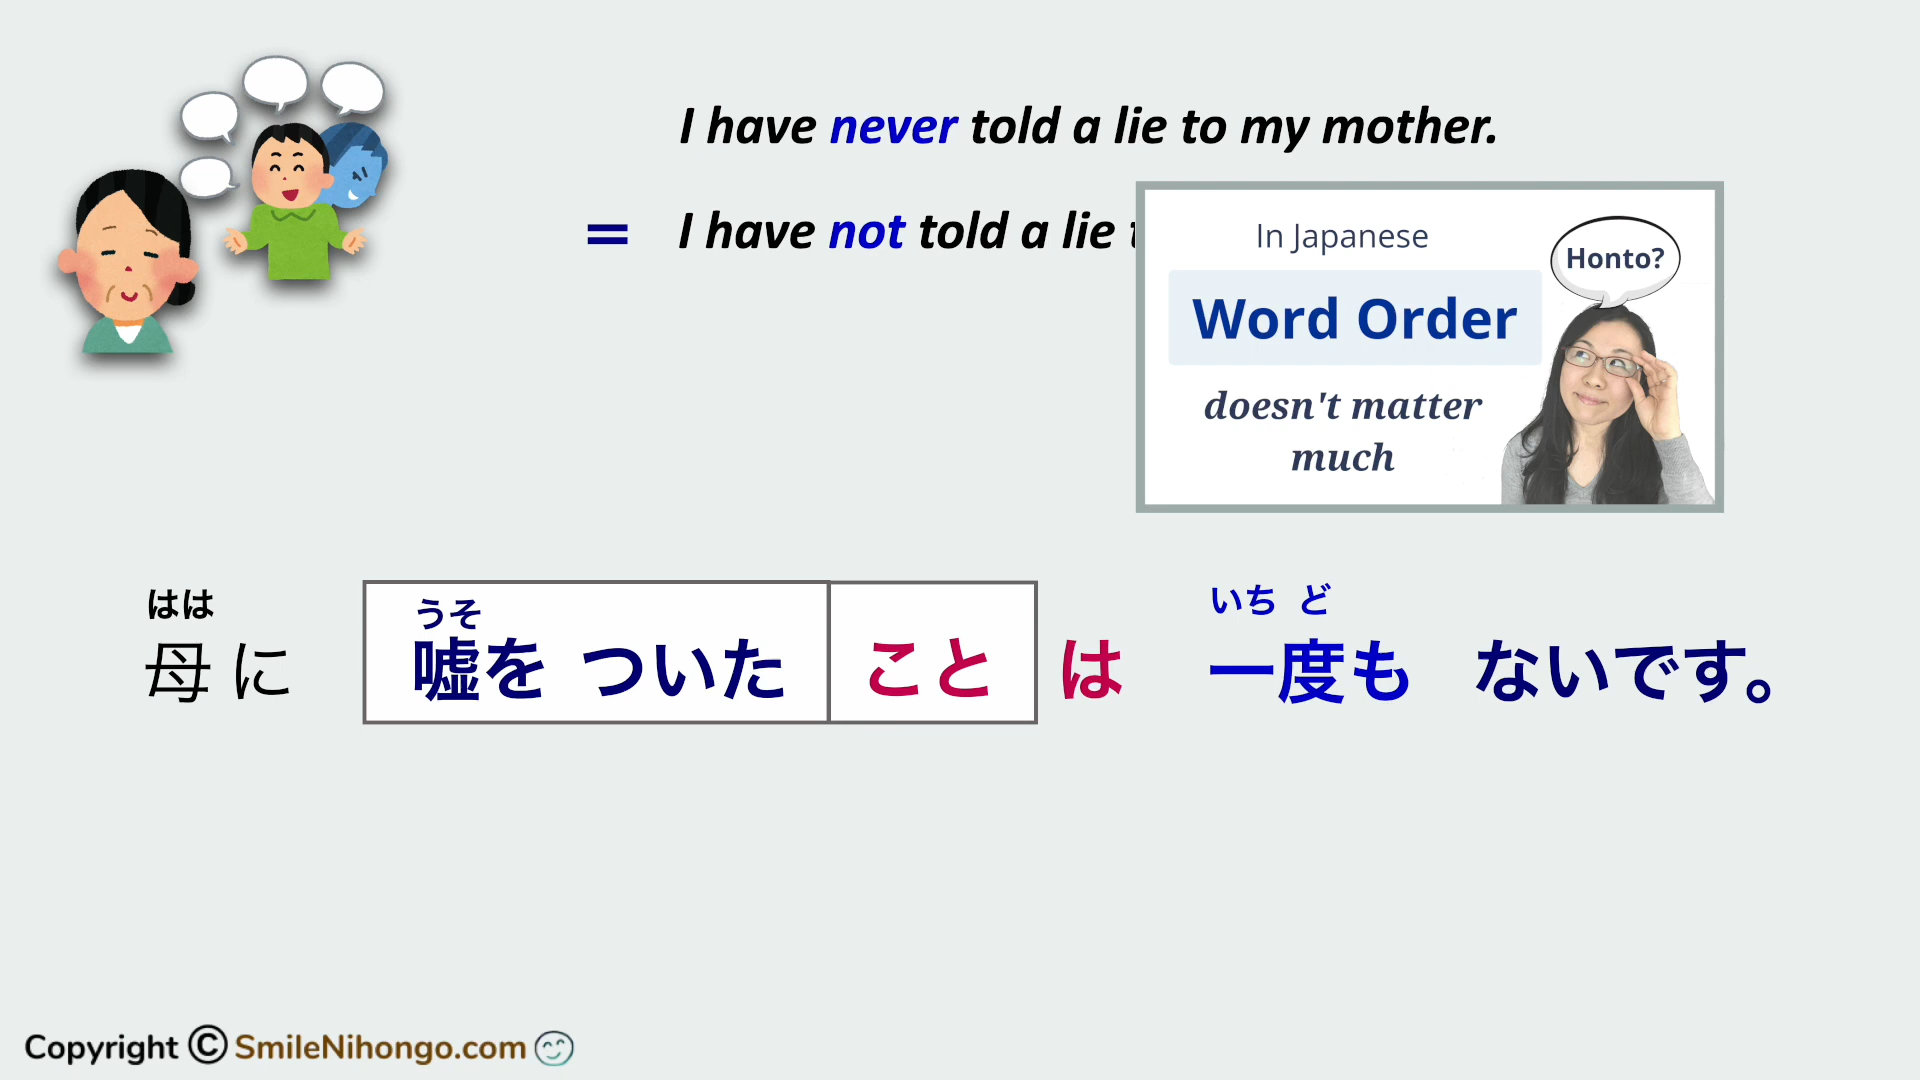 I have never told a lie to my mother.
= I have not told a lie
In Japanese
Honto?
Word Order
doesn't matter
much
はは
うそ
いち ど
母 に 嘘を ついた こと は 一度も ないです。
Copyright © SmileNihongo.com